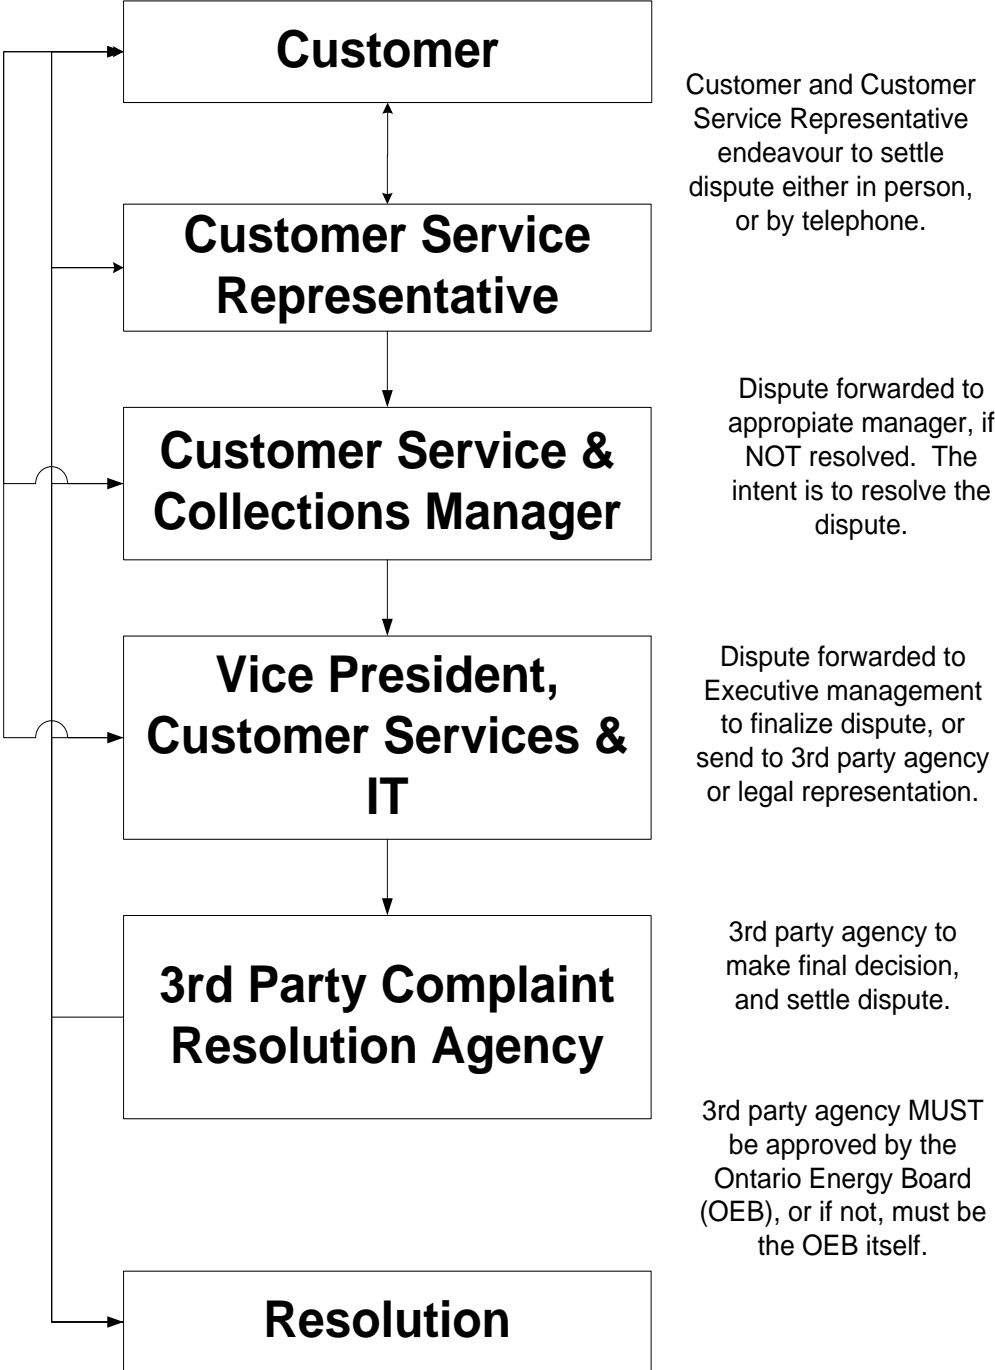 Customer
Customer and Customer
Service Representative
endeavour to settle
dispute either in person,
or by telephone.
Customer Service
Representative
Dispute forwarded to
appropiate manager, if
NOT resolved.  The
intent is to resolve the
dispute.
Customer Service &
Collections Manager
Vice President,
Customer Services &
IT
Dispute forwarded to
Executive management
to finalize dispute, or
send to 3rd party agency
or legal representation.
3rd Party Complaint
Resolution Agency
3rd party agency to
make final decision,
and settle dispute.
3rd party agency MUST
be approved by the
Ontario Energy Board
(OEB), or if not, must be
the OEB itself.
Resolution